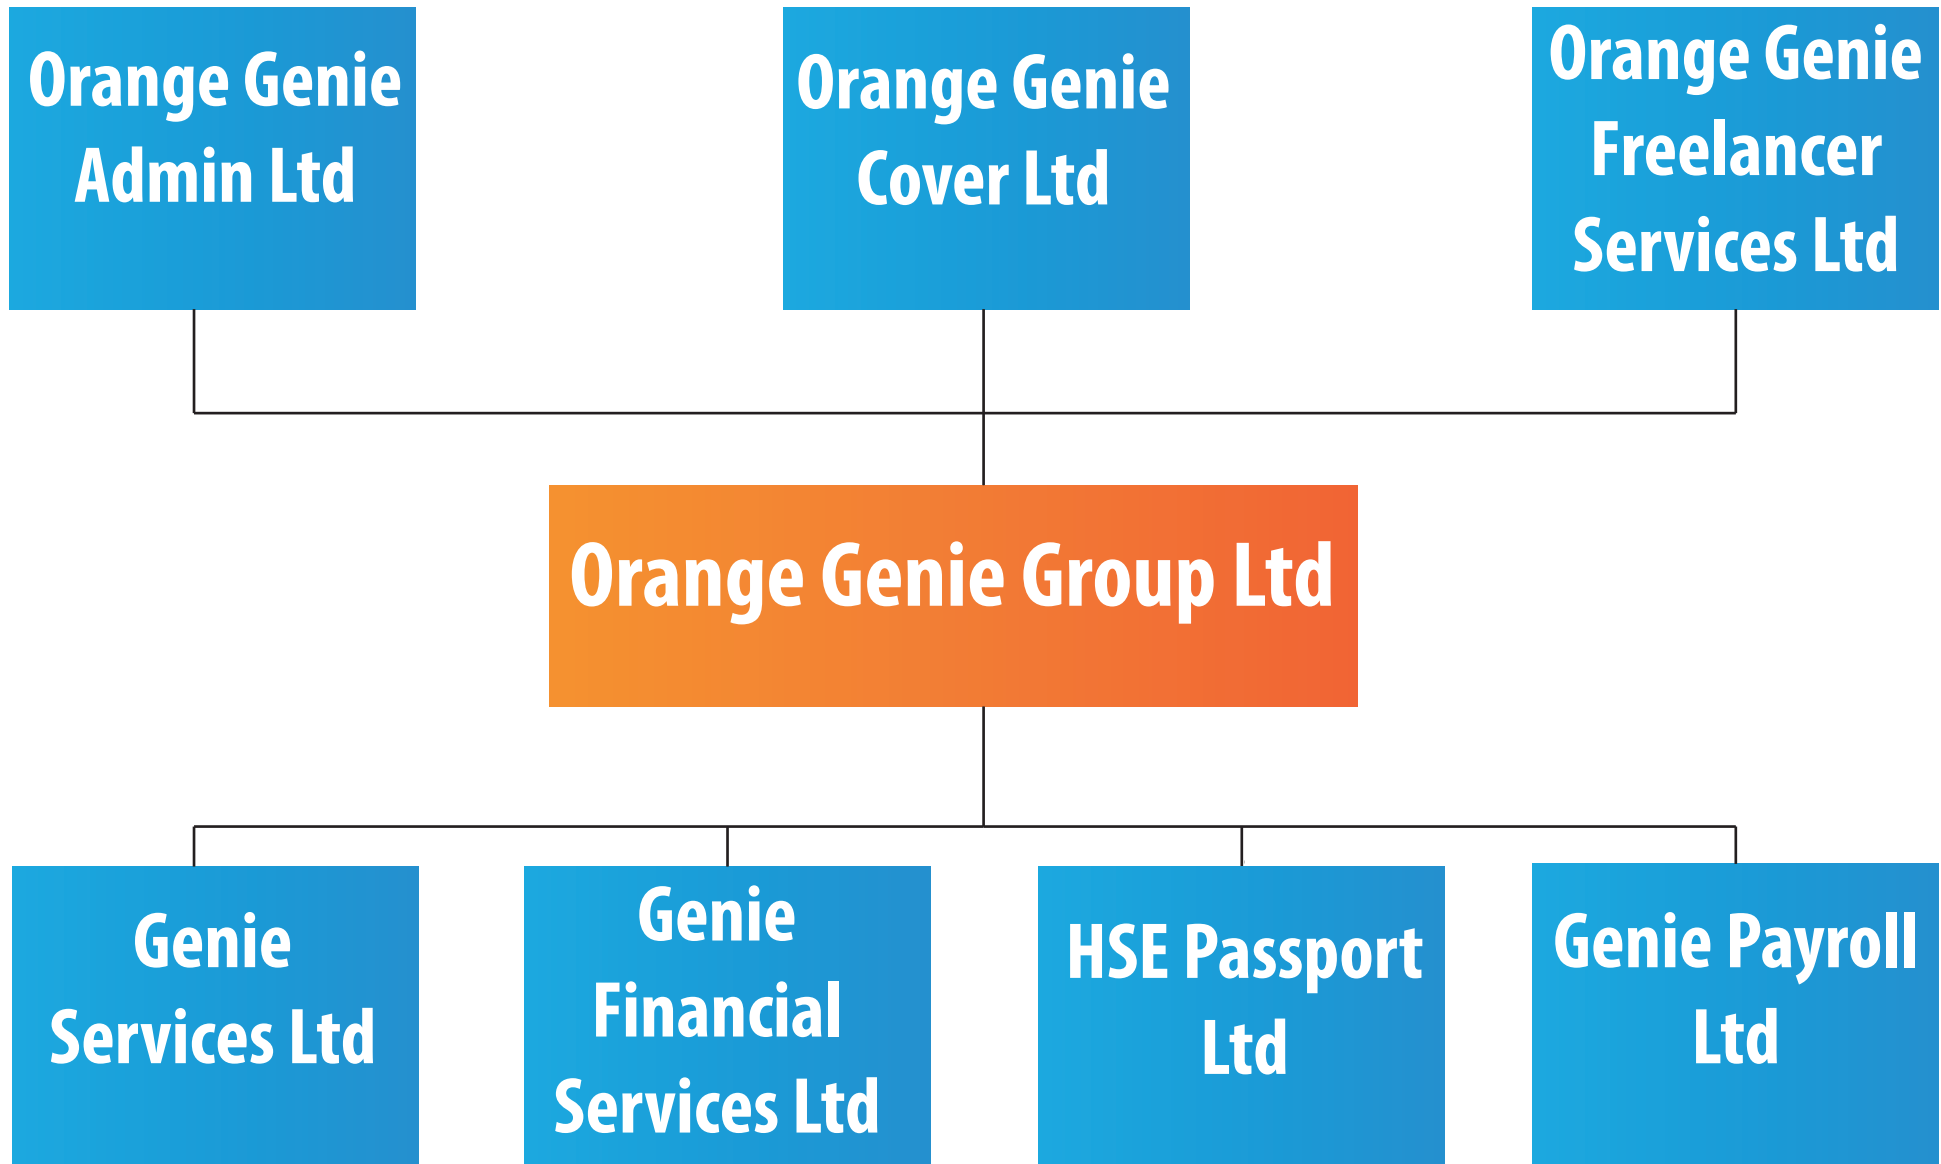 Orange Genie
Admin Ltd
Orange Genie
Cover Ltd
Orange Genie
Freelancer
Services Ltd
Orange Genie Group Ltd
Genie
Services Ltd
Genie
Financial
Services Ltd
HSE Passport
Ltd
Genie Payroll
Ltd